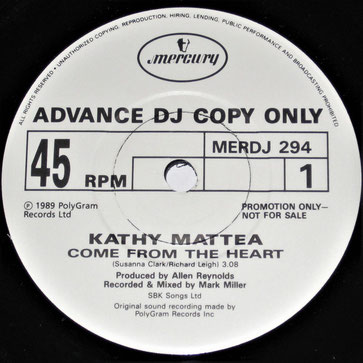 ALL RIGHTS RESERVED • UNAUTHORIZED COPYING, REPRODUCTION, HIRING, LENDING, PUBLIC PERFORMANCE AND BROADCASTING PROHIBITED
mercury
ADVANCE DJ COPY ONLY
45 RPM
MERDJ 294
1
℗ 1989 PolyGram
Records Ltd
PROMOTION ONLY—
NOT FOR SALE
KATHY MATTEA
COME FROM THE HEART
(Susanna Clark/Richard Leigh) 3.08
Produced by Allen Reynolds
Recorded & Mixed by Mark Miller
SBK Songs Ltd
Original sound recording made by
PolyGram Records Inc